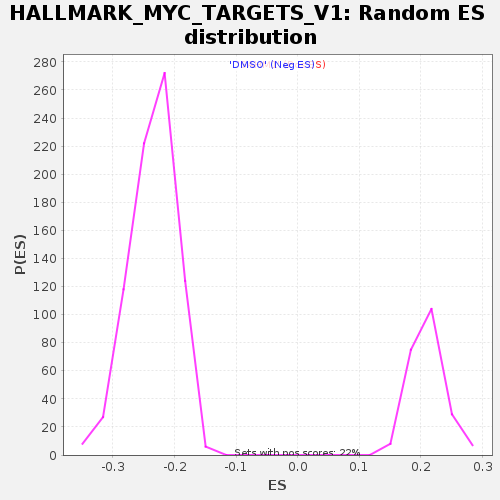 HALLMARK_MYC_TARGETS_V1: Random ES
distribution
'DMSO' (Neg ES)S)
280
260
240
220
200
180
160
140
120
100
80
60
40
20
0
P(ES)
Sets with pos scores: 22%
-0.3 -0.2 -0.1 0.0 0.1 0.2 0.3
ES